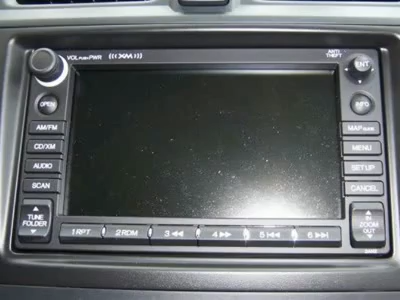 VOL PUSH PWR ((((XM))))
ANTI THEFT
ENT
OPEN
INFO
AM/FM
MAP GUIDE
CD/XM
MENU
AUDIO
SETUP
SCAN
CANCEL
TUNE
FOLDER
IN
ZOOM
OUT
1 RPT
2 RDM
3 ◀◀
4 ▶▶
5 |◀◀
6 ▶▶|